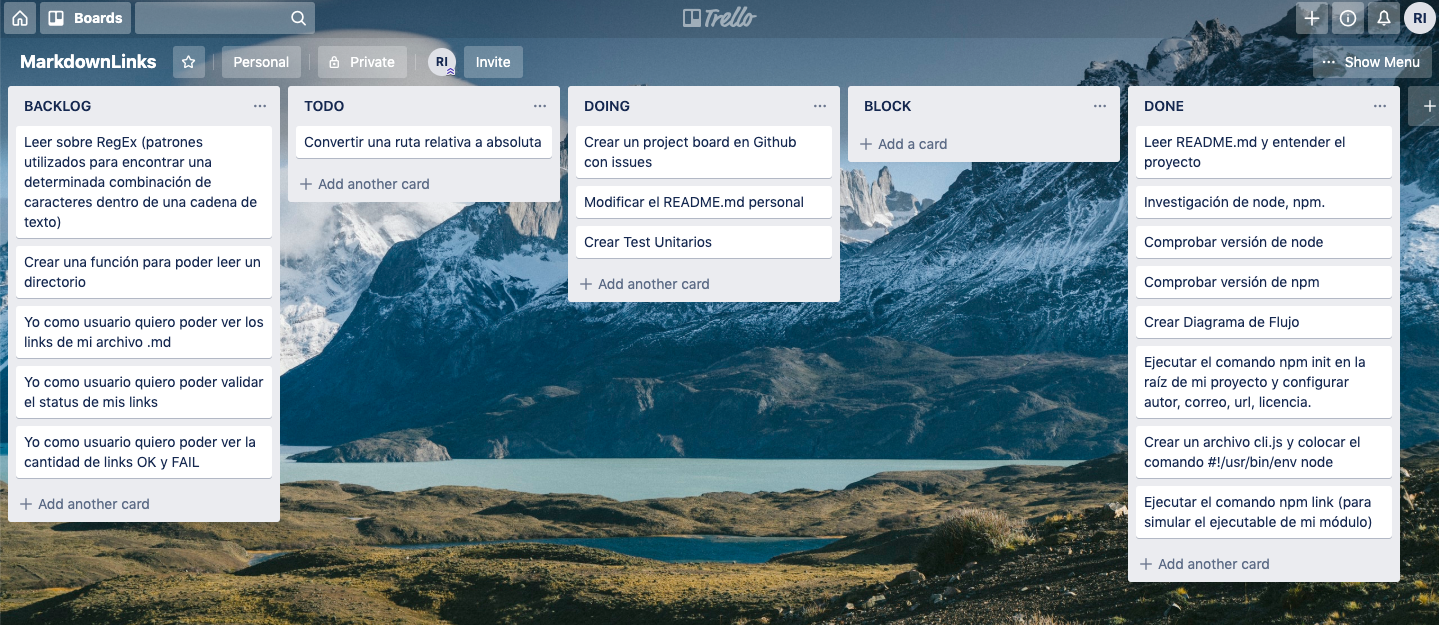 Boards
Trello
RI
MarkdownLinks
Personal
Private
RI
Invite
... Show Menu
BACKLOG
Leer sobre RegEx (patrones
utilizados para encontrar una
determinada combinación de
caracteres dentro de una cadena de
texto)
Crear una función para poder leer un
directorio
Yo como usuario quiero poder ver los
links de mi archivo .md
Yo como usuario quiero poder validar
el status de mis links
Yo como usuario quiero poder ver la
cantidad de links OK y FAIL
+ Add another card
TODO
Convertir una ruta relativa a absoluta
+ Add another card
DOING
Crear un project board en Github
con issues
Modificar el README.md personal
Crear Test Unitarios
+ Add another card
BLOCK
+ Add a card
DONE
Leer README.md y entender el
proyecto
Investigación de node, npm.
Comprobar versión de node
Comprobar versión de npm
Crear Diagrama de Flujo
Ejecutar el comando npm init en la
raíz de mi proyecto y configurar
autor, correo, url, licencia.
Crear un archivo cli.js y colocar el
comando #!/usr/bin/env node
Ejecutar el comando npm link (para
simular el ejecutable de mi módulo)
+ Add another card